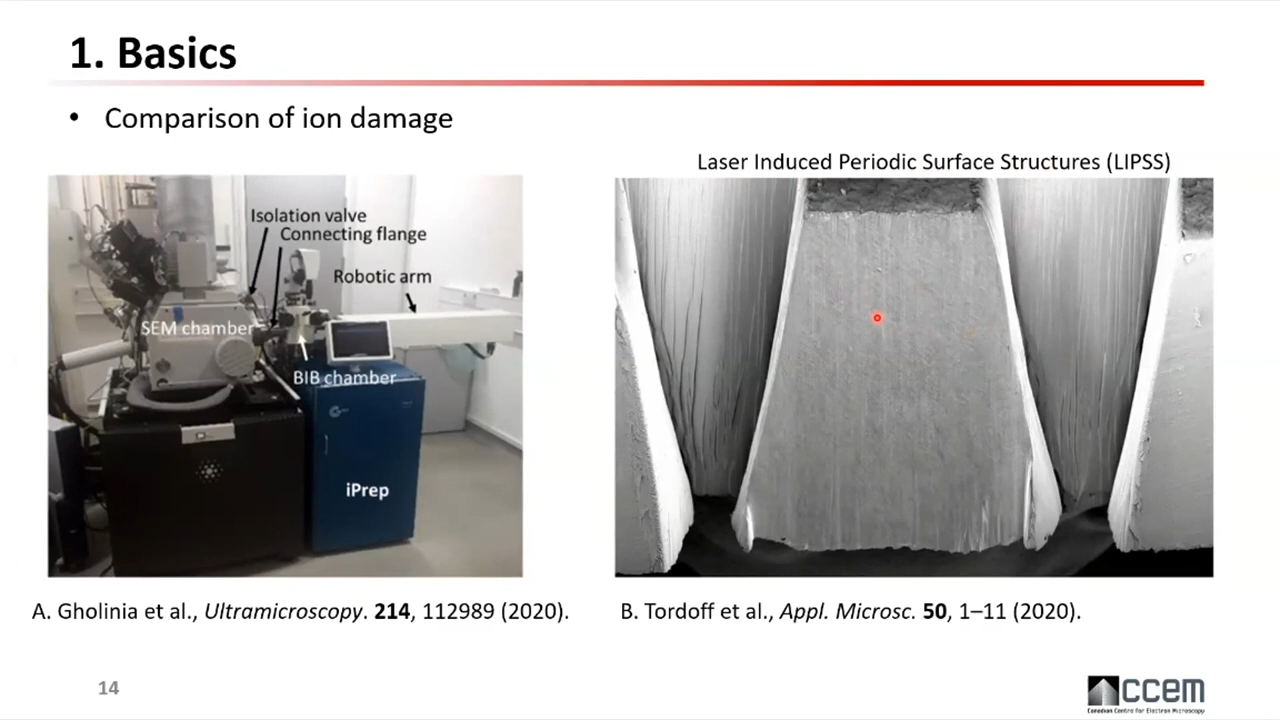 1. Basics
• Comparison of ion damage
Laser Induced Periodic Surface Structures (LIPSS)
Isolation valve
Connecting flange
Robotic arm
SEM chamber
BIB chamber
iPrep
A. Gholinia et al., Ultramicroscopy. 214, 112989 (2020).
B. Tordoff et al., Appl. Microsc. 50, 1–11 (2020).
14
ccem
Canadian Centre for Electron Microscopy